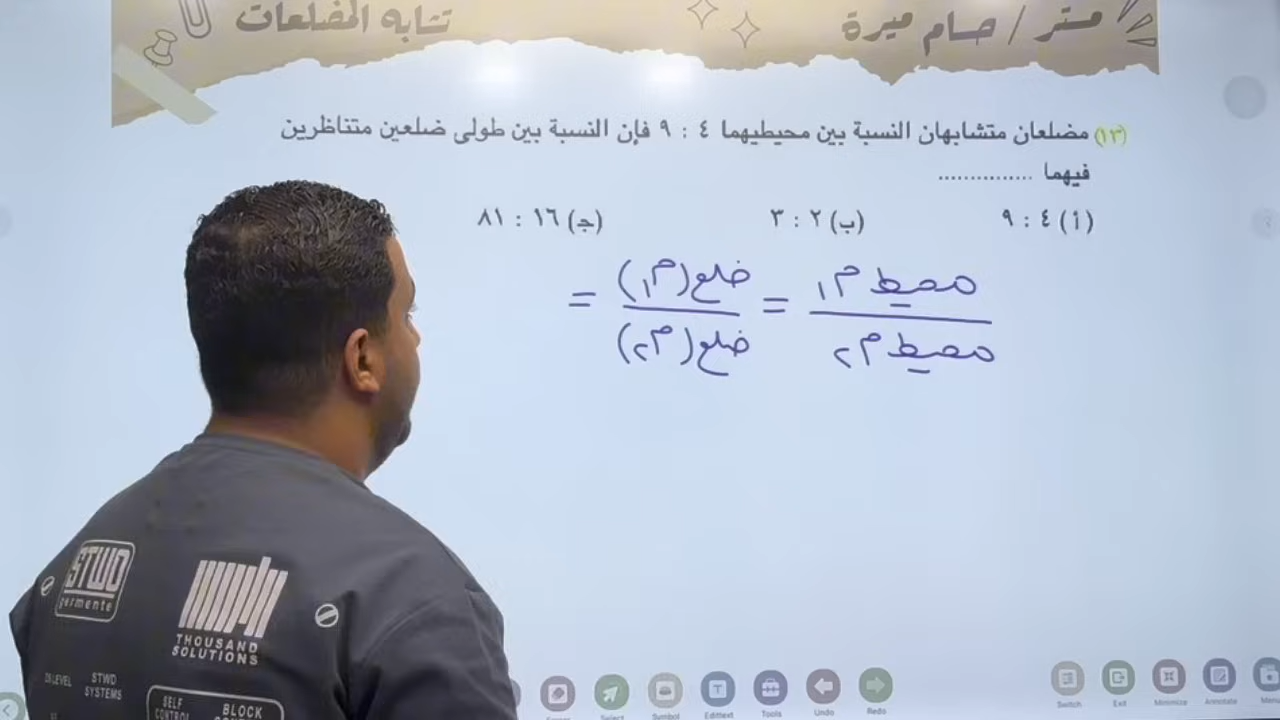 مستر / حسام ميرة
تشابه المضلعات
(١٣) مضلعان متشابهان النسبة بين محيطيهما ٤ : ٩ فإن النسبة بين طولى ضلعين متناظرين
فيهما ...............
(أ) ٤ : ٩ (ب) ٢ : ٣ (جـ) ١٦ : ٨١
محيط م١ = ضلع (م١) =
محيط م٢ ضلع (م٢)
STWD
germente
THOUSAND
SOLUTIONS
LEVEL
STWD
SYSTEMS
SELF
CONTROL
BLOCK
Select
Symbol
Edittext
Tools
Undo
Redo
Switch
Exit
Minimize
Annotate